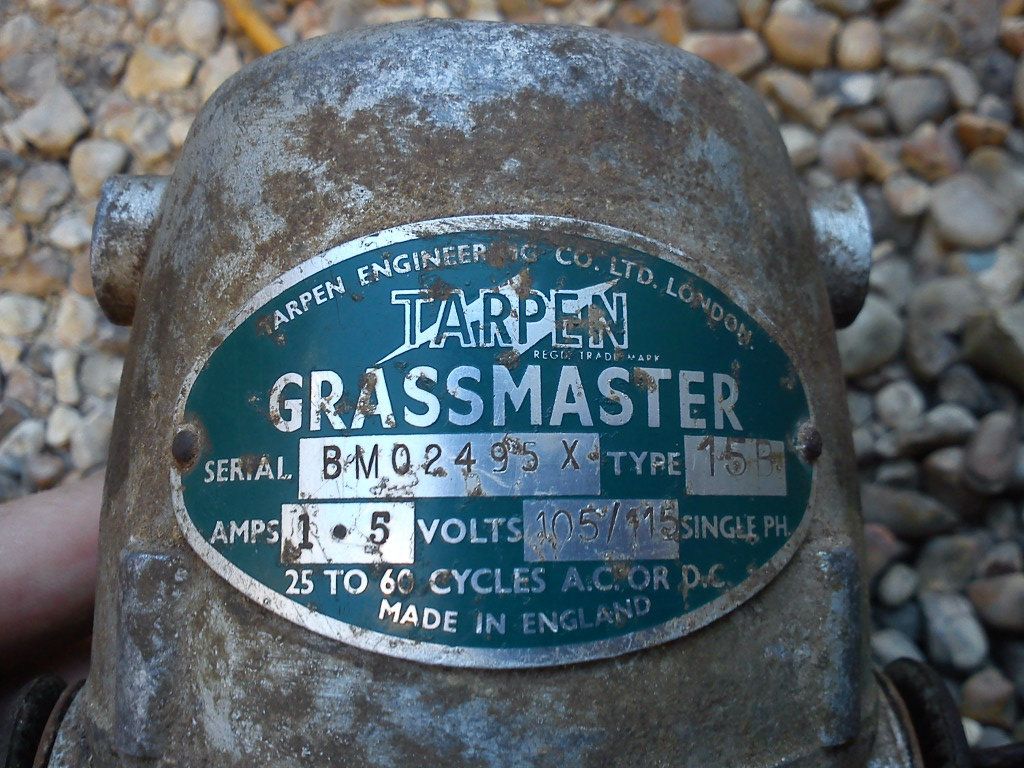 TARPEN ENGINEERING CO. LTD. LONDON.
TARPEN
REGD. TRADE MARK
GRASSMASTER
SERIAL BM02495X TYPE 15B
AMPS 1.5 VOLTS 105/115 SINGLE PH.
25 TO 60 CYCLES A.C. OR D.C.
MADE IN ENGLAND